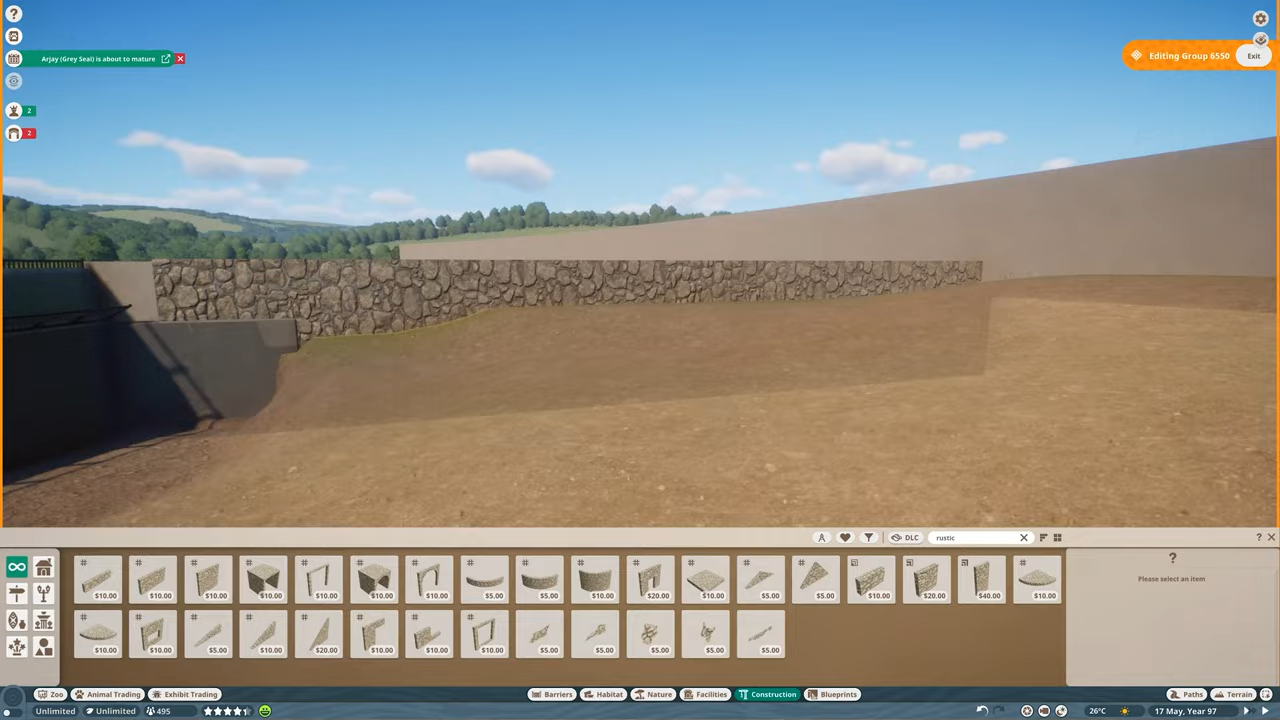 Arjay (Grey Seal) is about to mature
2
2
Editing Group 6550
Exit
DLC
rustic
?
$10.00 $10.00 $10.00 $10.00 $10.00 $10.00 $10.00 $5.00 $5.00 $10.00 $20.00 $10.00 $5.00 $5.00 $10.00 $20.00 $40.00 $10.00
$10.00 $10.00 $5.00 $10.00 $20.00 $10.00 $10.00 $10.00 $5.00 $5.00 $5.00 $5.00 $5.00
?
Please select an item
Zoo
Animal Trading
Exhibit Trading
Barriers
Habitat
Nature
Facilities
Construction
Blueprints
Paths
Terrain
Unlimited
Unlimited
495
26°C
17 May, Year 97